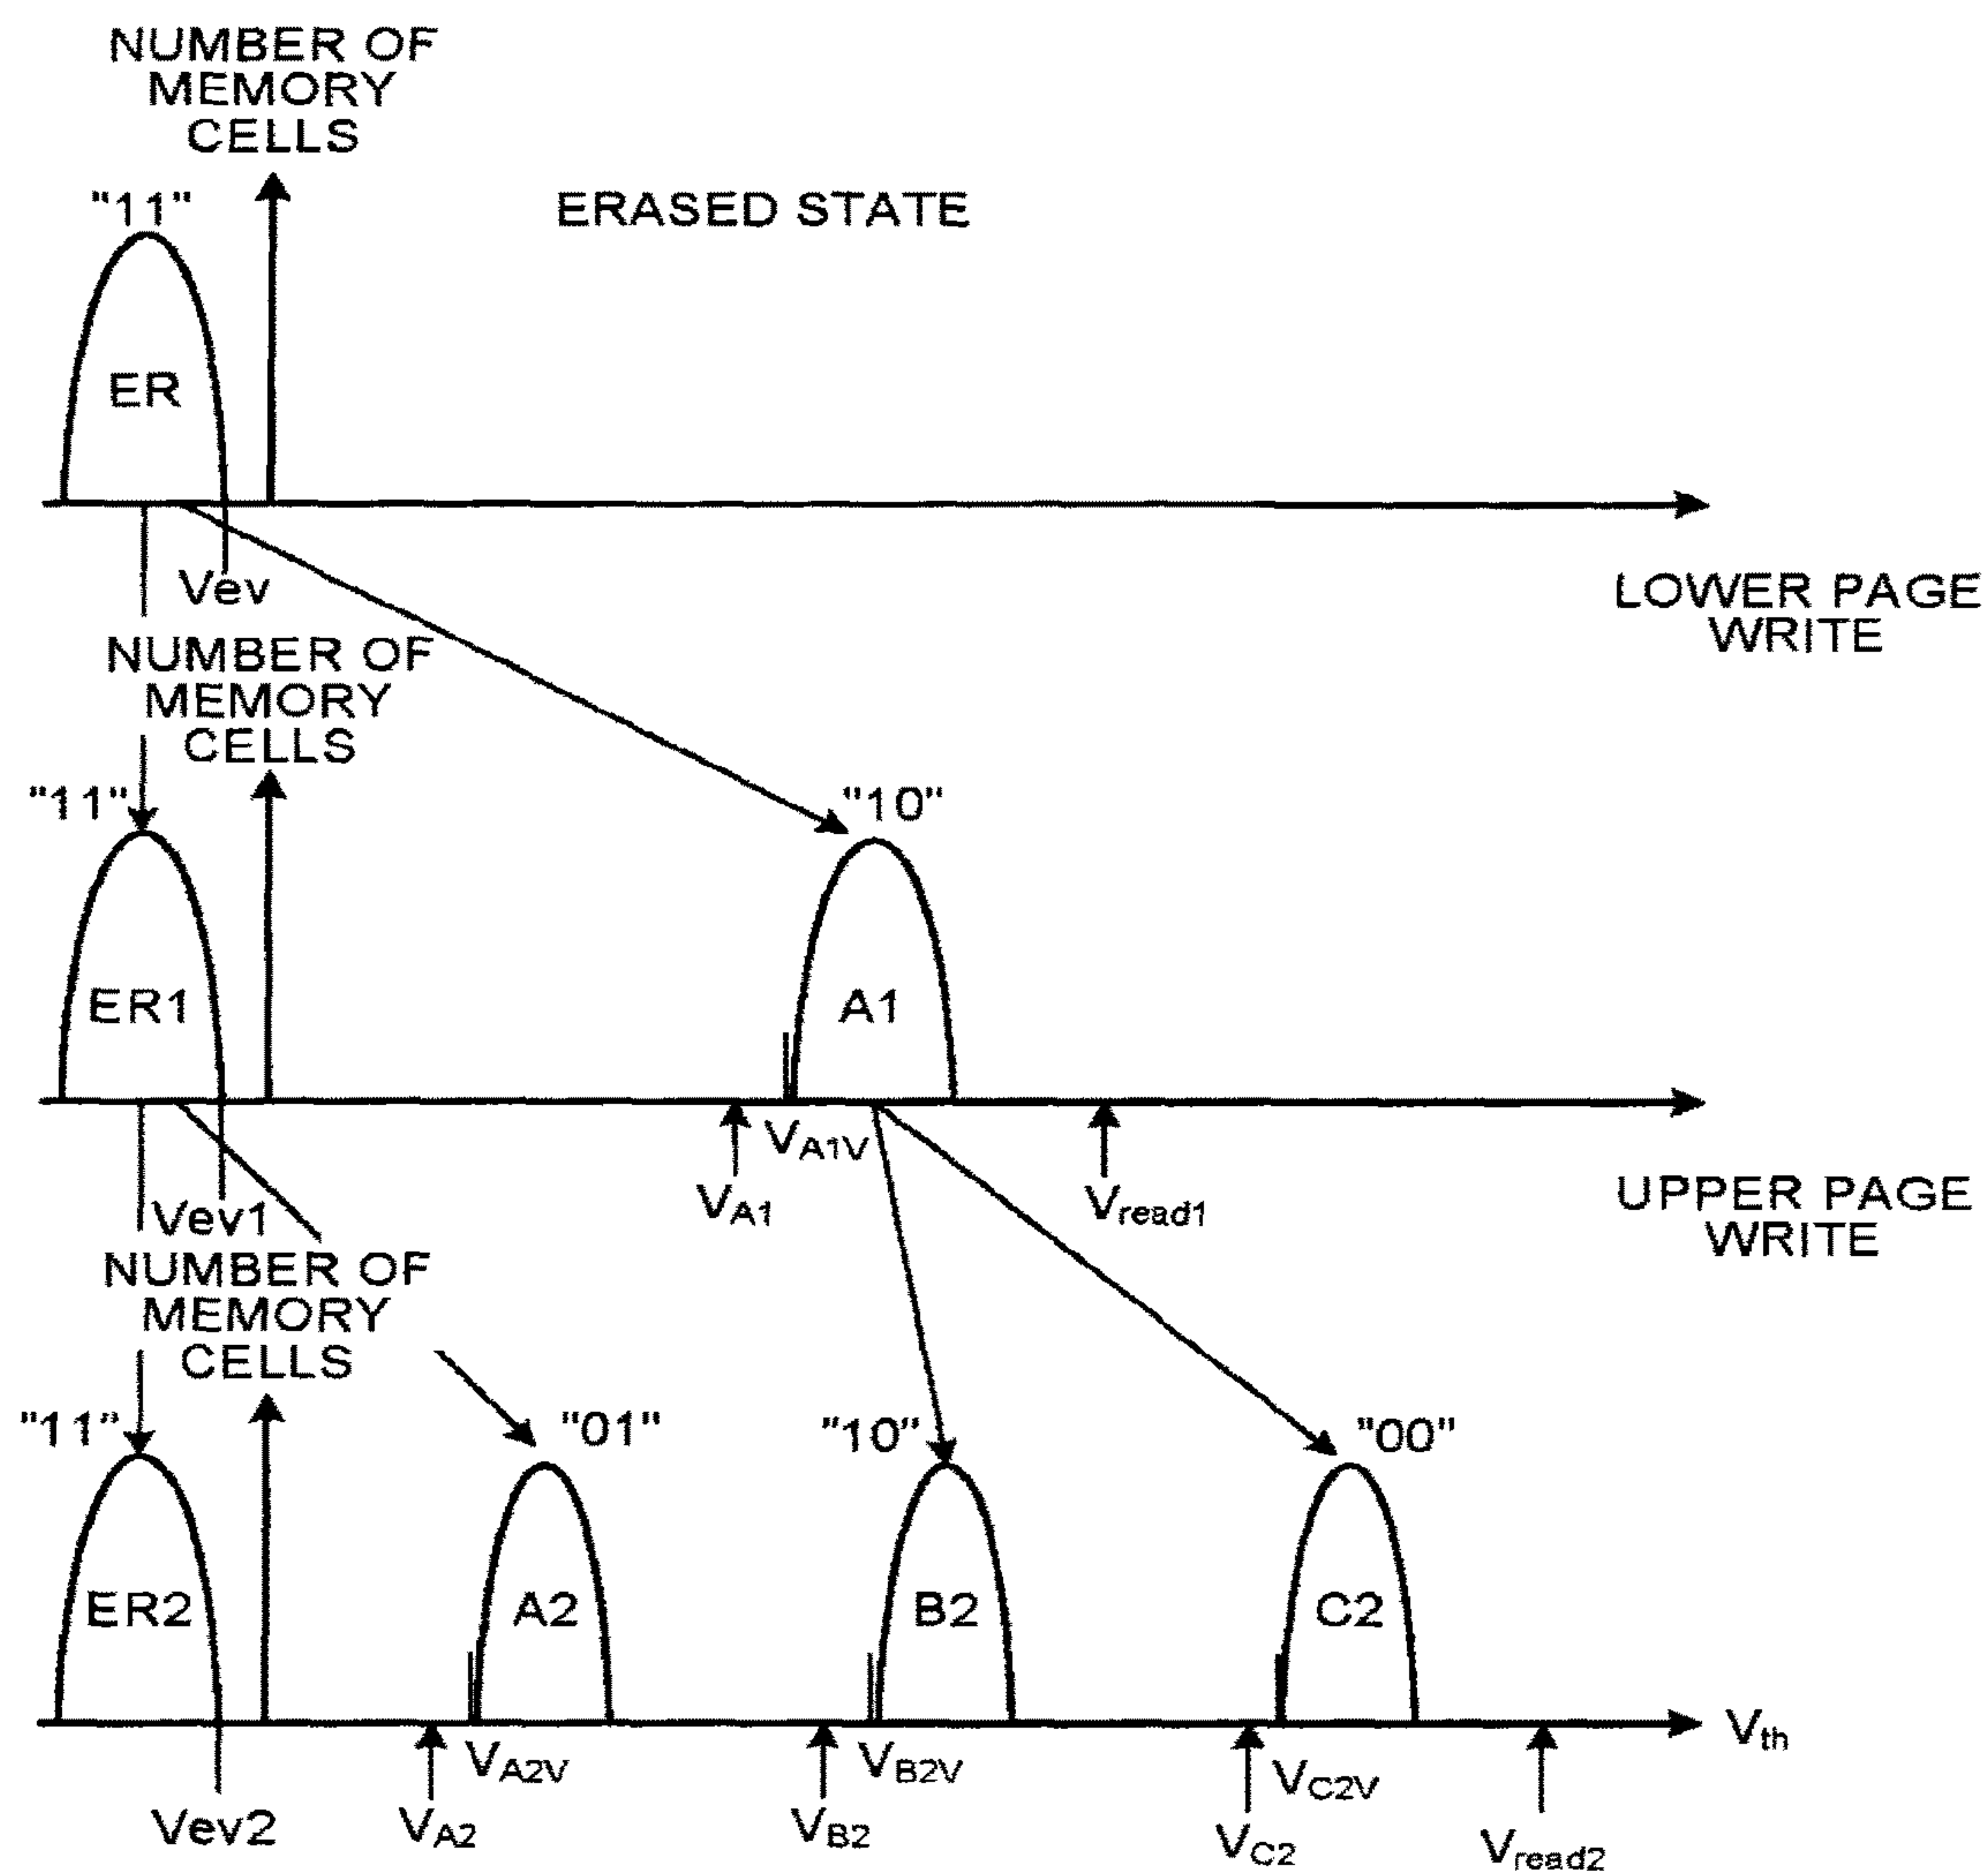 NUMBER OF
MEMORY
CELLS
"11"
ERASED STATE
ER
Vev
LOWER PAGE
WRITE
NUMBER OF
MEMORY
CELLS
"11"
"10"
ER1
A1
VA1V
VA1
Vread1
Vev1
UPPER PAGE
WRITE
NUMBER OF
MEMORY
CELLS
"11"
"01"
"10"
"00"
ER2
A2
B2
C2
Vth
VA2V
VB2V
VC2V
Vev2
VA2
VB2
VC2
Vread2